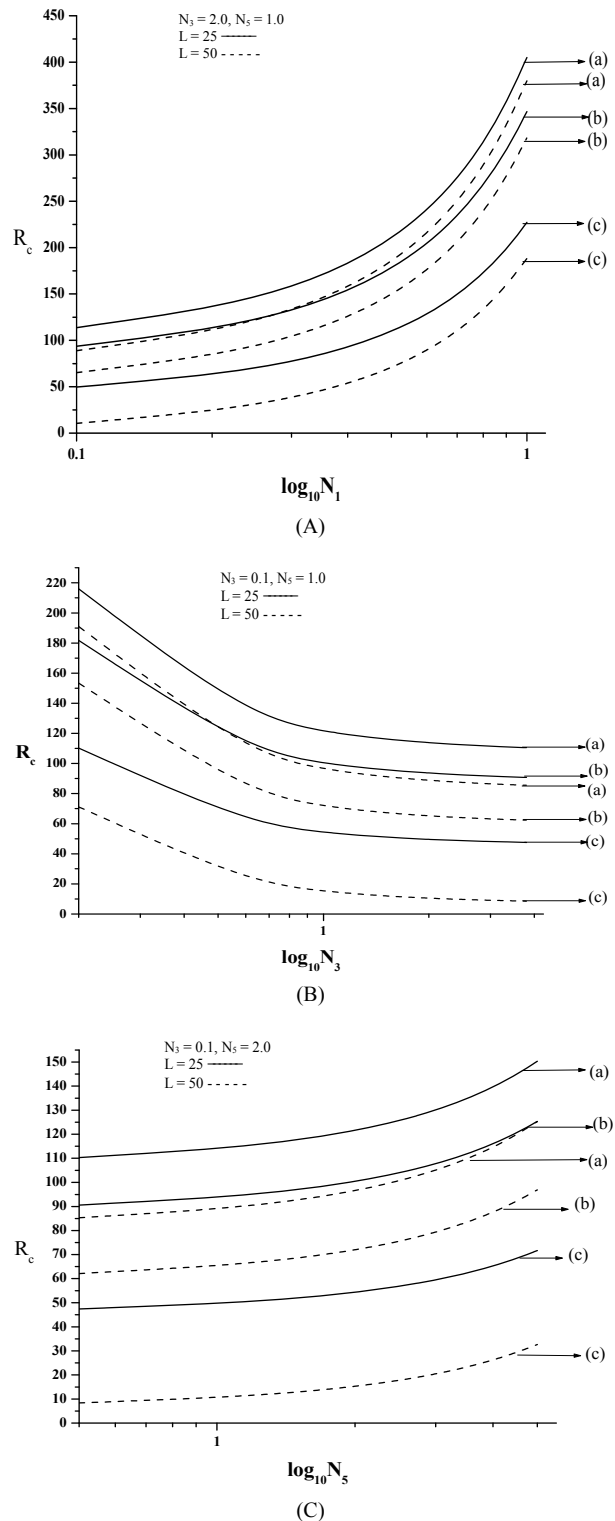 N₃ = 2.0, N₅ = 1.0
L = 25
L = 50
450
400
350
300
250
200
150
100
50
0
R_c
(a)
(a)
(b)
(b)
(c)
(c)
0.1
1
log₁₀N₁
(A)
N₃ = 0.1, N₅ = 1.0
L = 25
L = 50
220
200
180
160
140
120
100
80
60
40
20
0
R_c
(a)
(b)
(a)
(b)
(c)
(c)
1
log₁₀N₃
(B)
N₃ = 0.1, N₅ = 2.0
L = 25
L = 50
150
140
130
120
110
100
90
80
70
60
50
40
30
20
10
0
R_c
(a)
(b)
(a)
(b)
(c)
(c)
1
log₁₀N₅
(C)